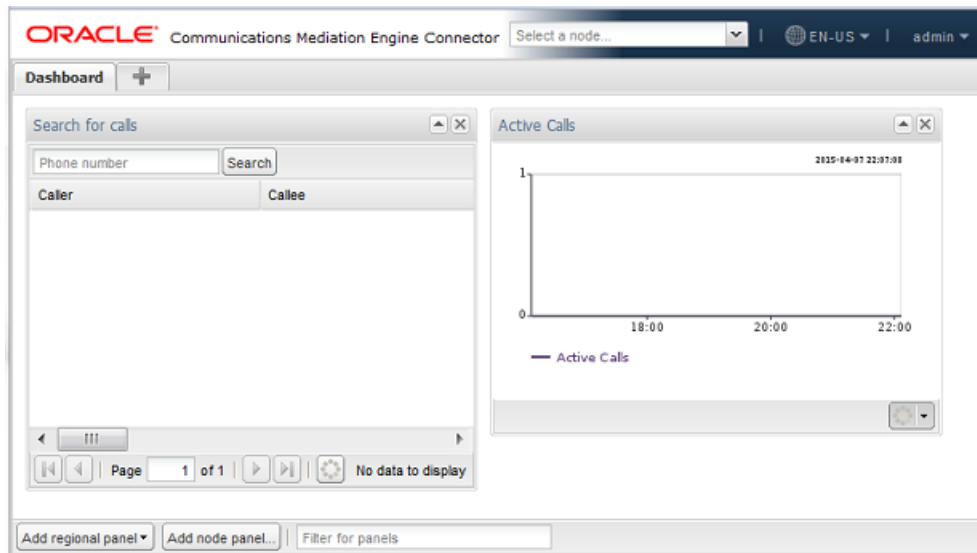 ORACLE Communications Mediation Engine Connector Select a node... EN-US admin
Dashboard
Search for calls
Phone number Search
Caller Callee
Page 1 of 1 No data to display
Active Calls
2015-04-07 22:07:08
1
0
18:00 20:00 22:00
Active Calls
Add regional panel Add node panel... Filter for panels